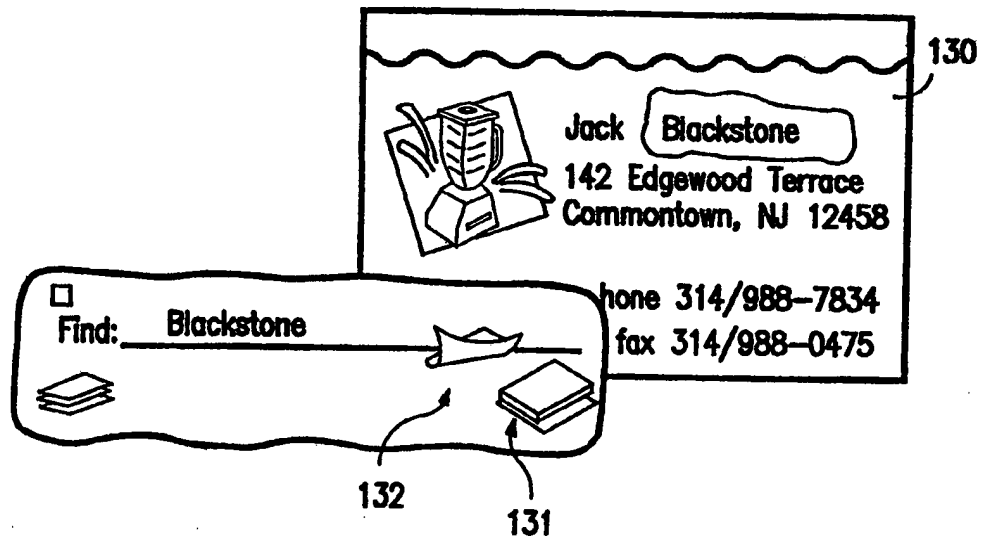 130
Jack Blackstone
142 Edgewood Terrace
Commontown, NJ 12458
hone 314/988-7834
fax 314/988-0475
Find: Blackstone
132
131